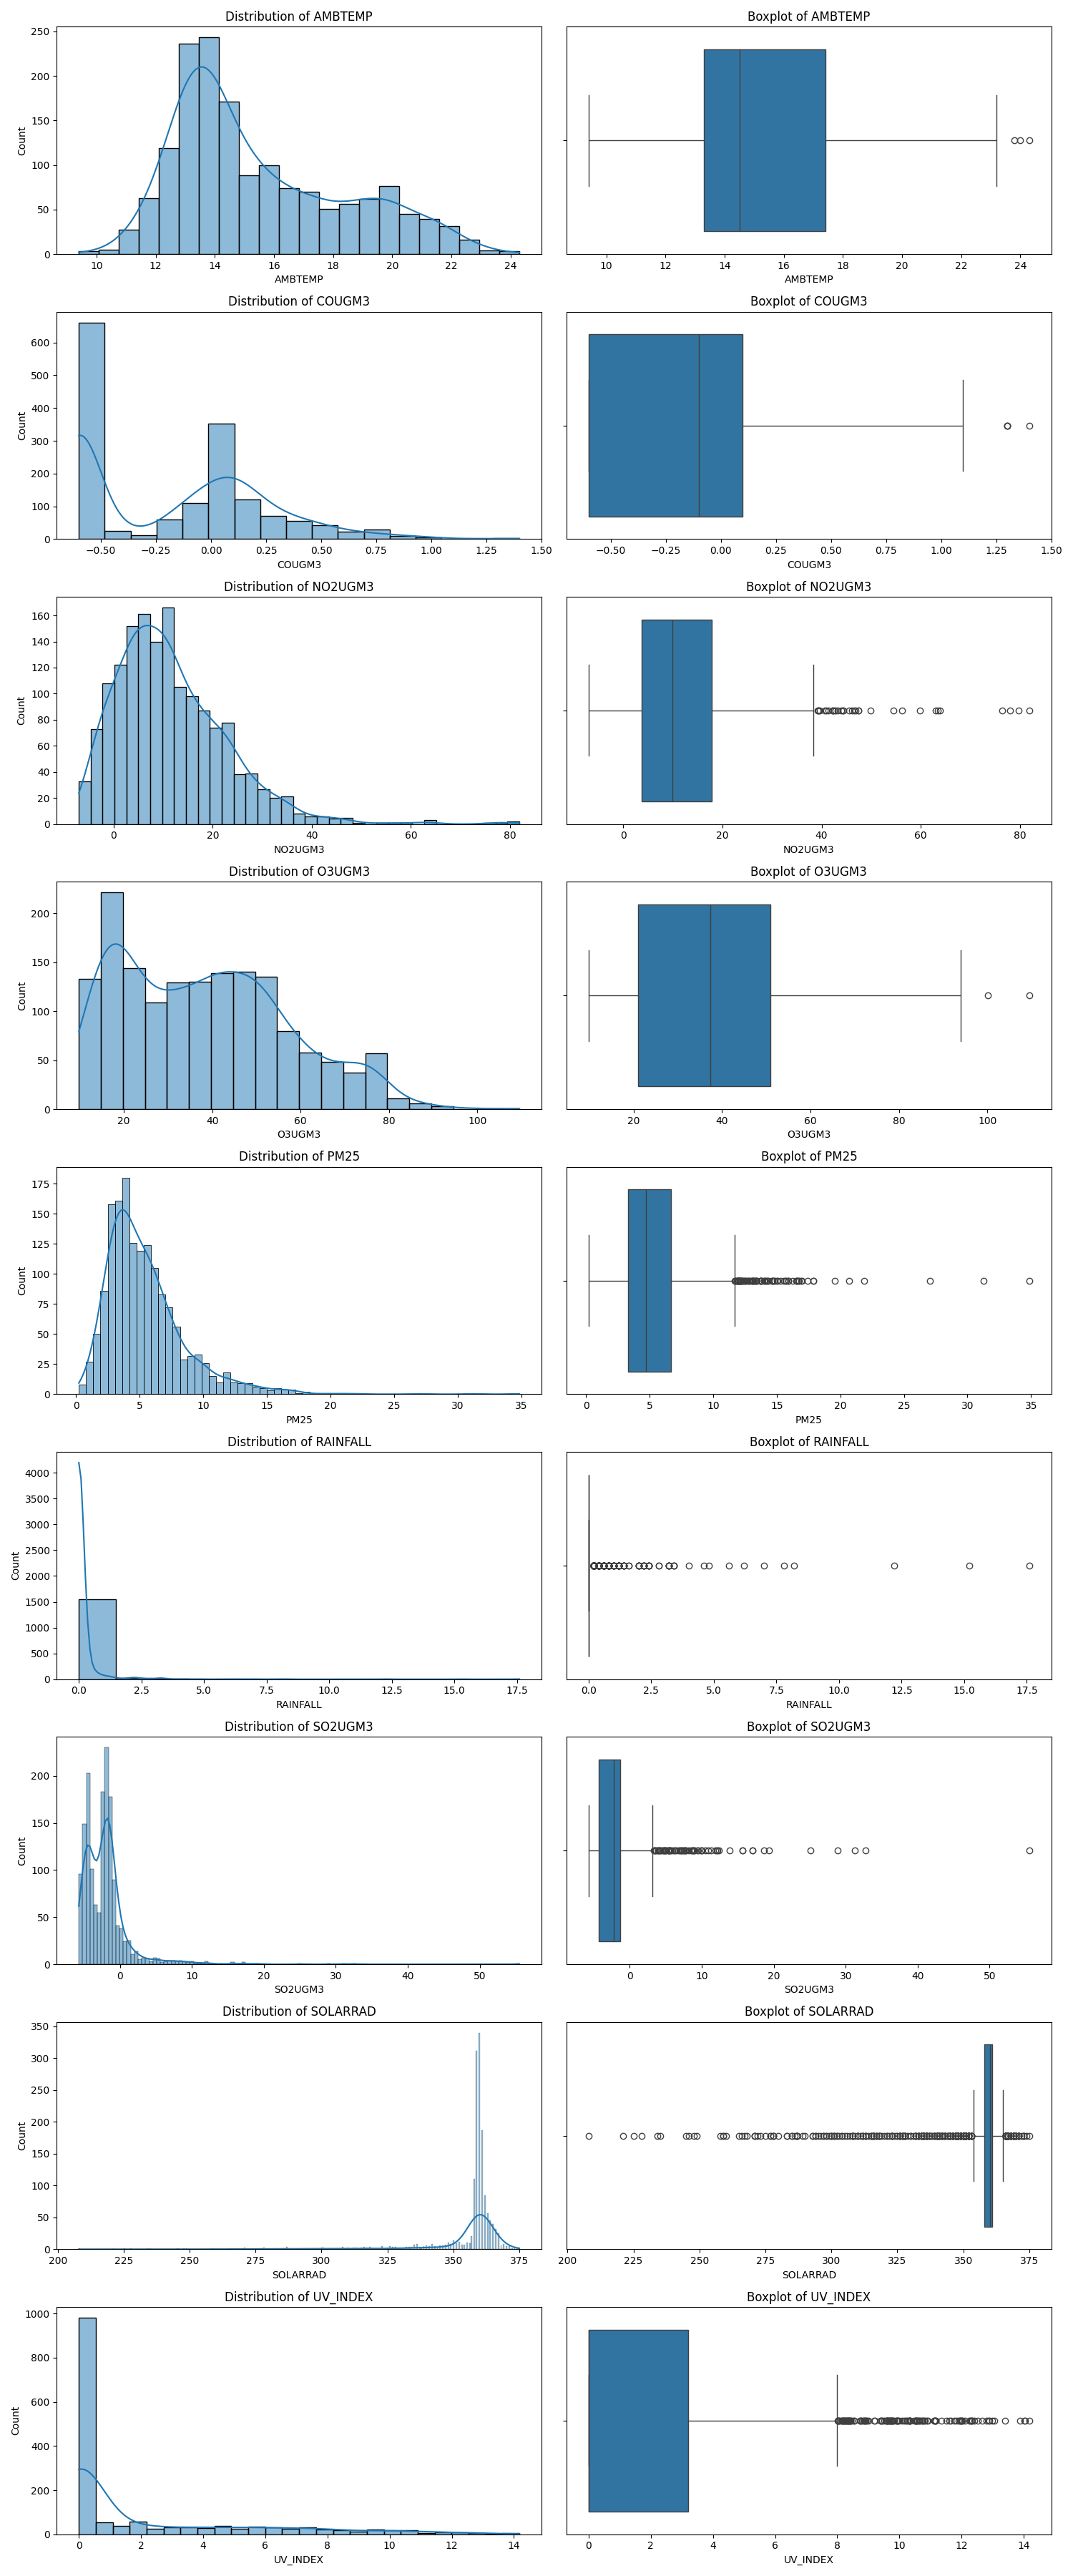 Distribution of AMBTEMP
Boxplot of AMBTEMP
250
200
150
100
50
0
Count
10 12 14 16 18 20 22 24
AMBTEMP
10 12 14 16 18 20 22 24
AMBTEMP
Distribution of COUGM3
Boxplot of COUGM3
600
500
400
300
200
100
0
Count
−0.50 −0.25 0.00 0.25 0.50 0.75 1.00 1.25 1.50
COUGM3
−0.50 −0.25 0.00 0.25 0.50 0.75 1.00 1.25 1.50
COUGM3
Distribution of NO2UGM3
Boxplot of NO2UGM3
160
140
120
100
80
60
40
20
0
Count
0 20 40 60 80
NO2UGM3
0 20 40 60 80
NO2UGM3
Distribution of O3UGM3
Boxplot of O3UGM3
200
150
100
50
0
Count
20 40 60 80 100
O3UGM3
20 40 60 80 100
O3UGM3
Distribution of PM25
Boxplot of PM25
175
150
125
100
75
50
25
0
Count
0 5 10 15 20 25 30 35
PM25
0 5 10 15 20 25 30 35
PM25
Distribution of RAINFALL
Boxplot of RAINFALL
4000
3500
3000
2500
2000
1500
1000
500
0
Count
0.0 2.5 5.0 7.5 10.0 12.5 15.0 17.5
RAINFALL
0.0 2.5 5.0 7.5 10.0 12.5 15.0 17.5
RAINFALL
Distribution of SO2UGM3
Boxplot of SO2UGM3
200
150
100
50
0
Count
0 10 20 30 40 50
SO2UGM3
0 10 20 30 40 50
SO2UGM3
Distribution of SOLARRAD
Boxplot of SOLARRAD
350
300
250
200
150
100
50
0
Count
200 225 250 275 300 325 350 375
SOLARRAD
200 225 250 275 300 325 350 375
SOLARRAD
Distribution of UV_INDEX
Boxplot of UV_INDEX
1000
800
600
400
200
0
Count
0 2 4 6 8 10 12 14
UV_INDEX
0 2 4 6 8 10 12 14
UV_INDEX